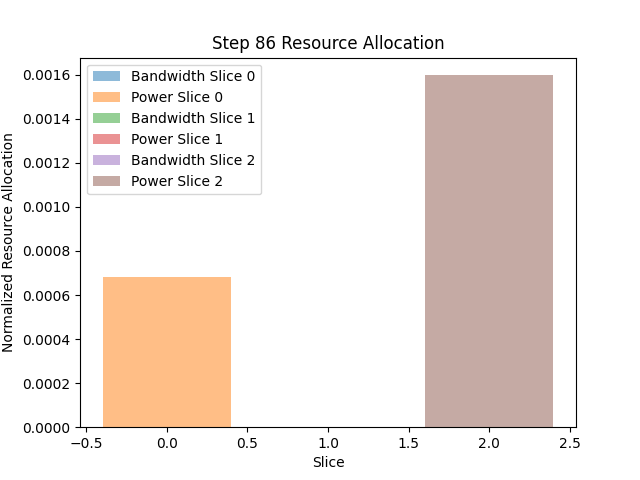 Step 86 Resource Allocation
Normalized Resource Allocation
0.0016
0.0014
0.0012
0.0010
0.0008
0.0006
0.0004
0.0002
0.0000
Bandwidth Slice 0
Power Slice 0
Bandwidth Slice 1
Power Slice 1
Bandwidth Slice 2
Power Slice 2
−0.5 0.0 0.5 1.0 1.5 2.0 2.5
Slice